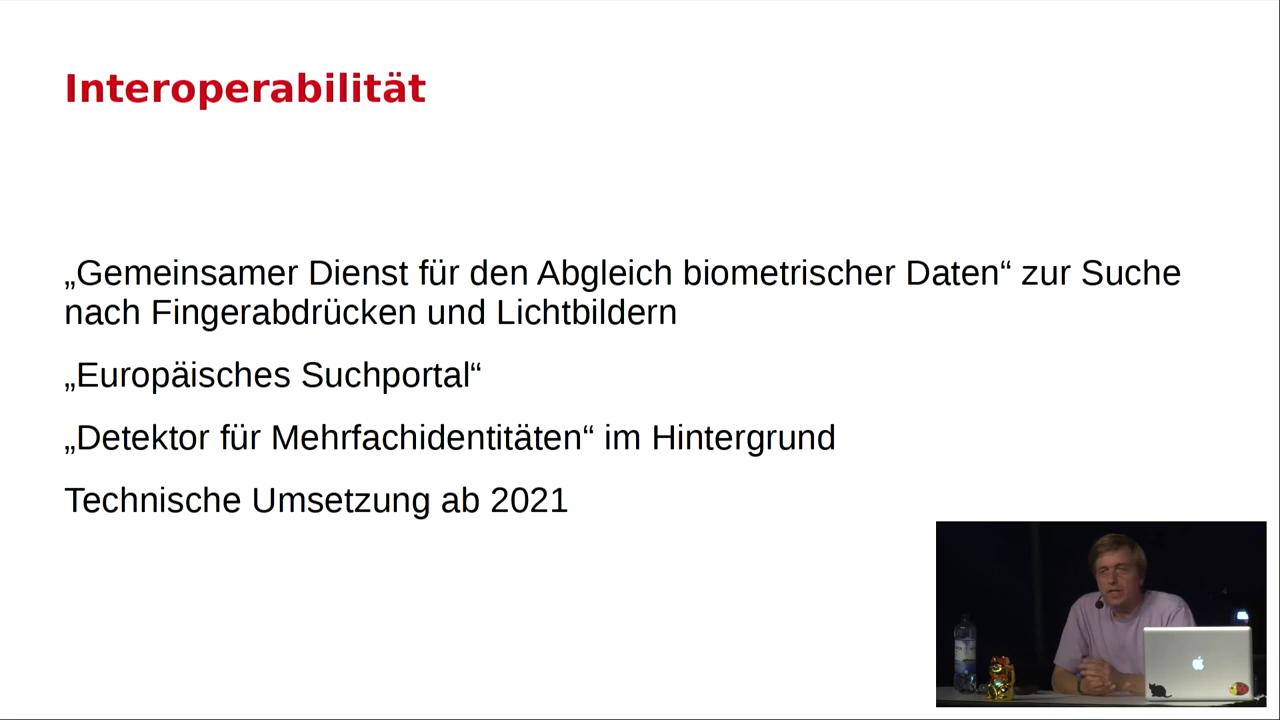 Interoperabilität
„Gemeinsamer Dienst für den Abgleich biometrischer Daten“ zur Suche
nach Fingerabdrücken und Lichtbildern
„Europäisches Suchportal“
„Detektor für Mehrfachidentitäten“ im Hintergrund
Technische Umsetzung ab 2021